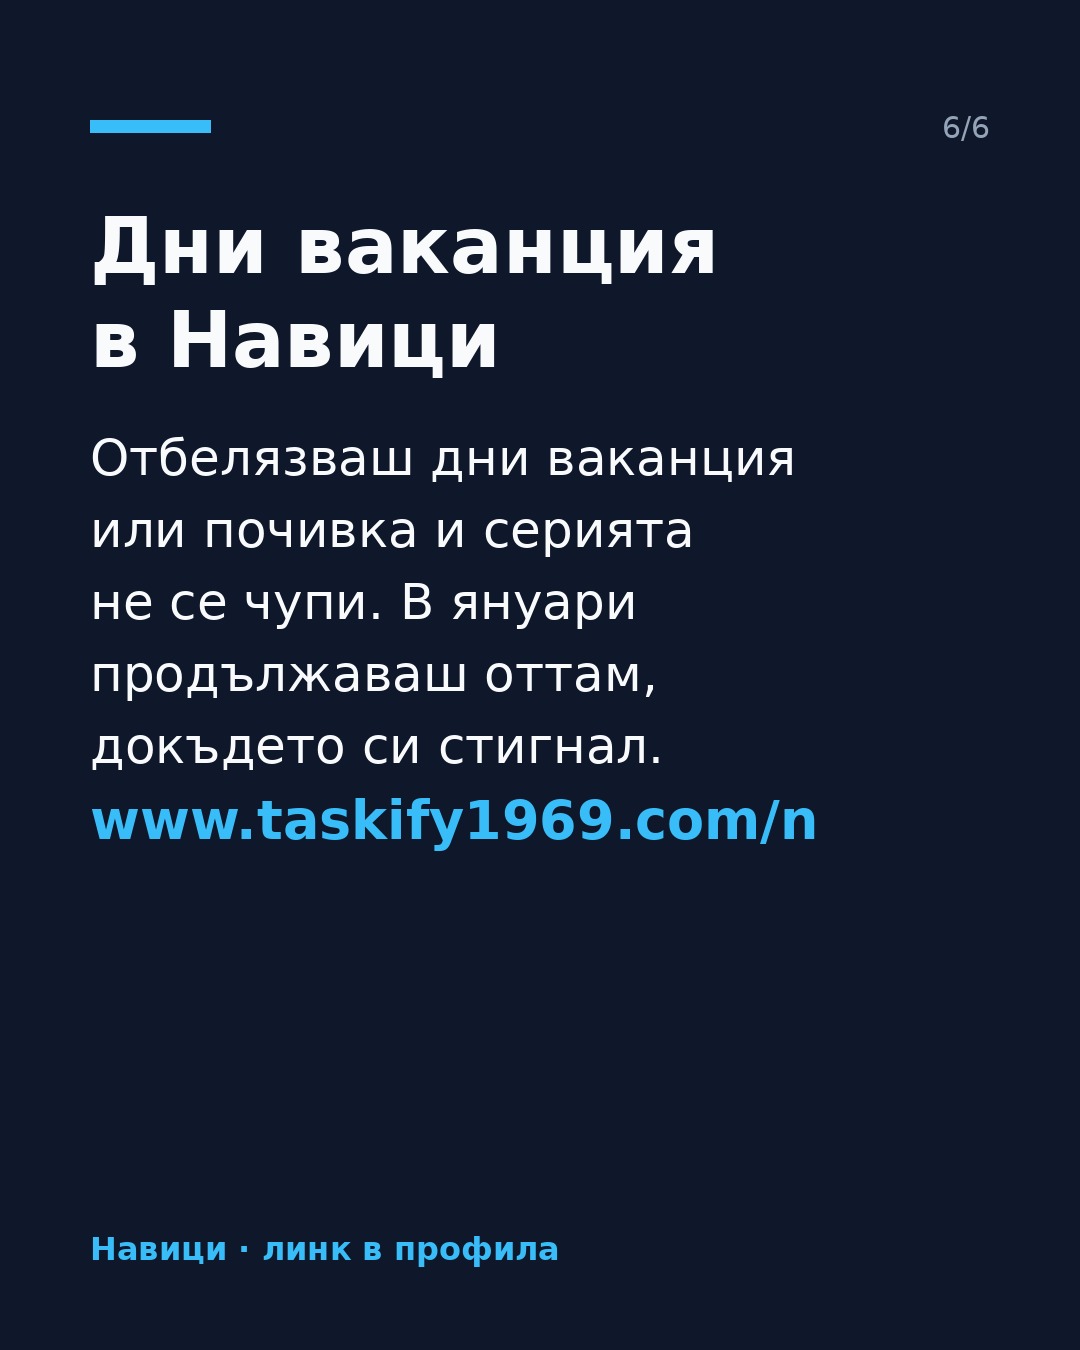 6/6
Дни ваканция
в Навици
Отбелязваш дни ваканция
или почивка и серията
не се чупи. В януари
продължаваш оттам,
докъдето си стигнал.
www.taskify1969.com/n
Навици · линк в профила